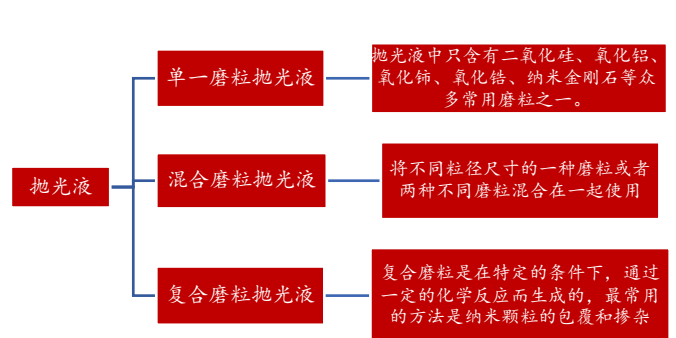 抛光液
单一磨粒抛光液
抛光液中只含有二氧化硅、氧化铝、
氧化铈、氧化锆、纳米金刚石等众
多常用磨粒之一。
混合磨粒抛光液
将不同粒径尺寸的一种磨粒或者
两种不同磨粒混合在一起使用
复合磨粒抛光液
复合磨粒是在特定的条件下，通过
一定的化学反应而生成的，最常用
的方法是纳米颗粒的包覆和掺杂